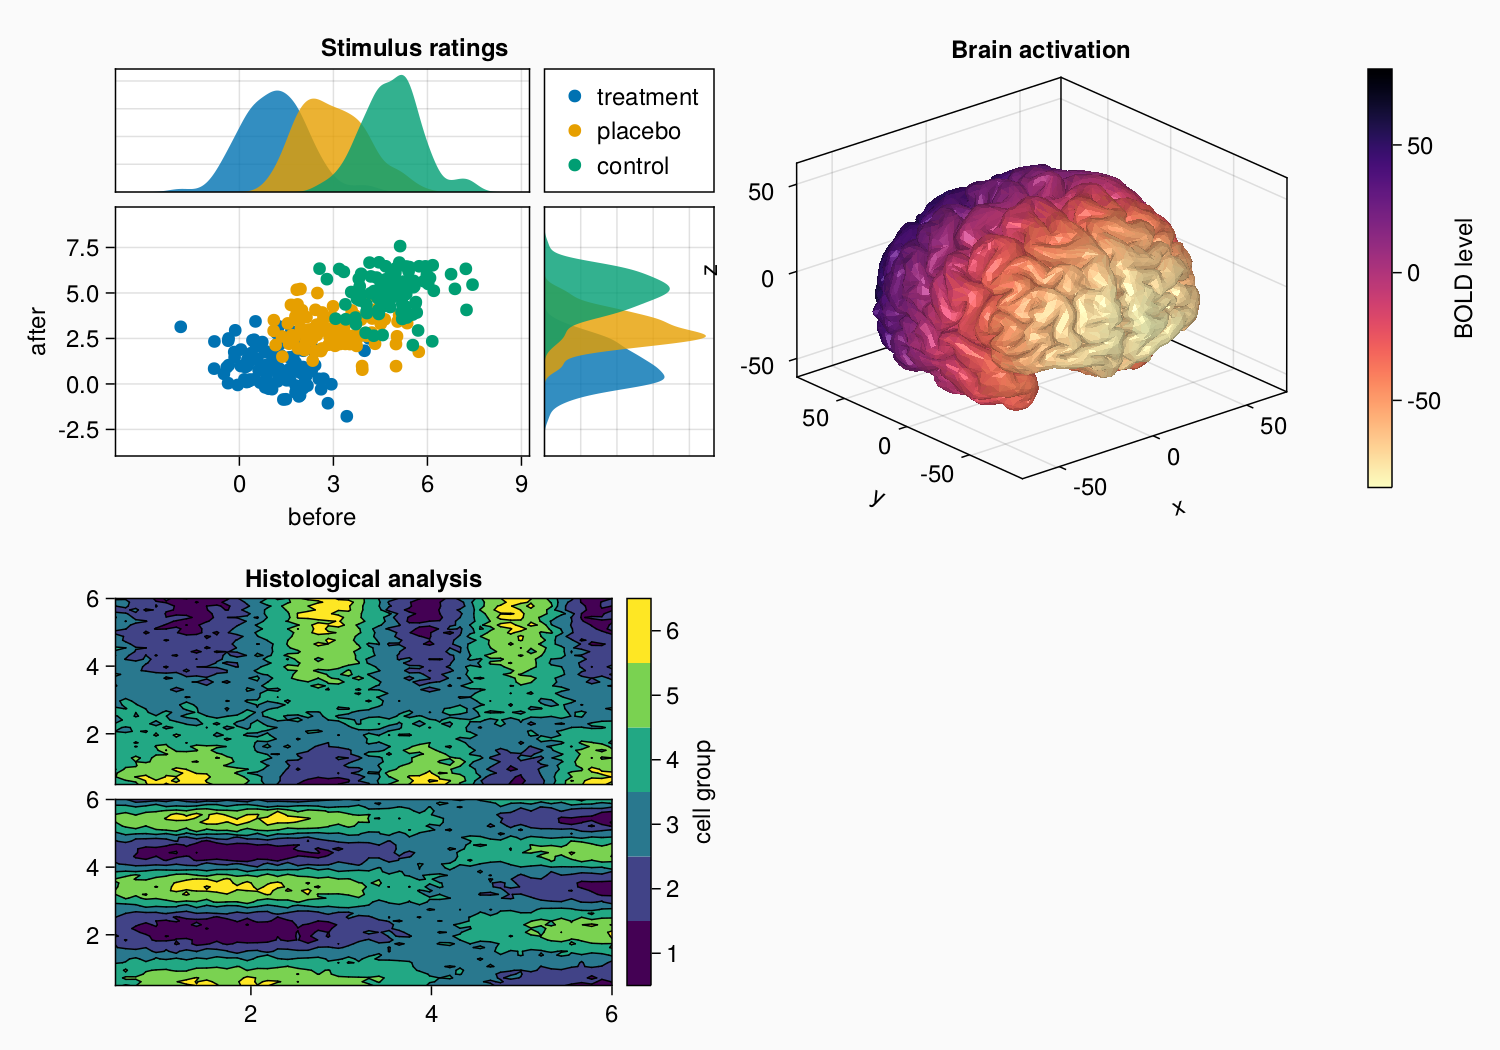 Stimulus ratings
treatment
placebo
control
after
7.5
5.0
2.5
0.0
-2.5
0 3 6 9
before
Brain activation
z
50
0
-50
50
0
-50
y
-50
0
50
x
50
0
-50
BOLD level
Histological analysis
6
4
2
6
4
2
2 4 6
6
5
4
3
2
1
cell group